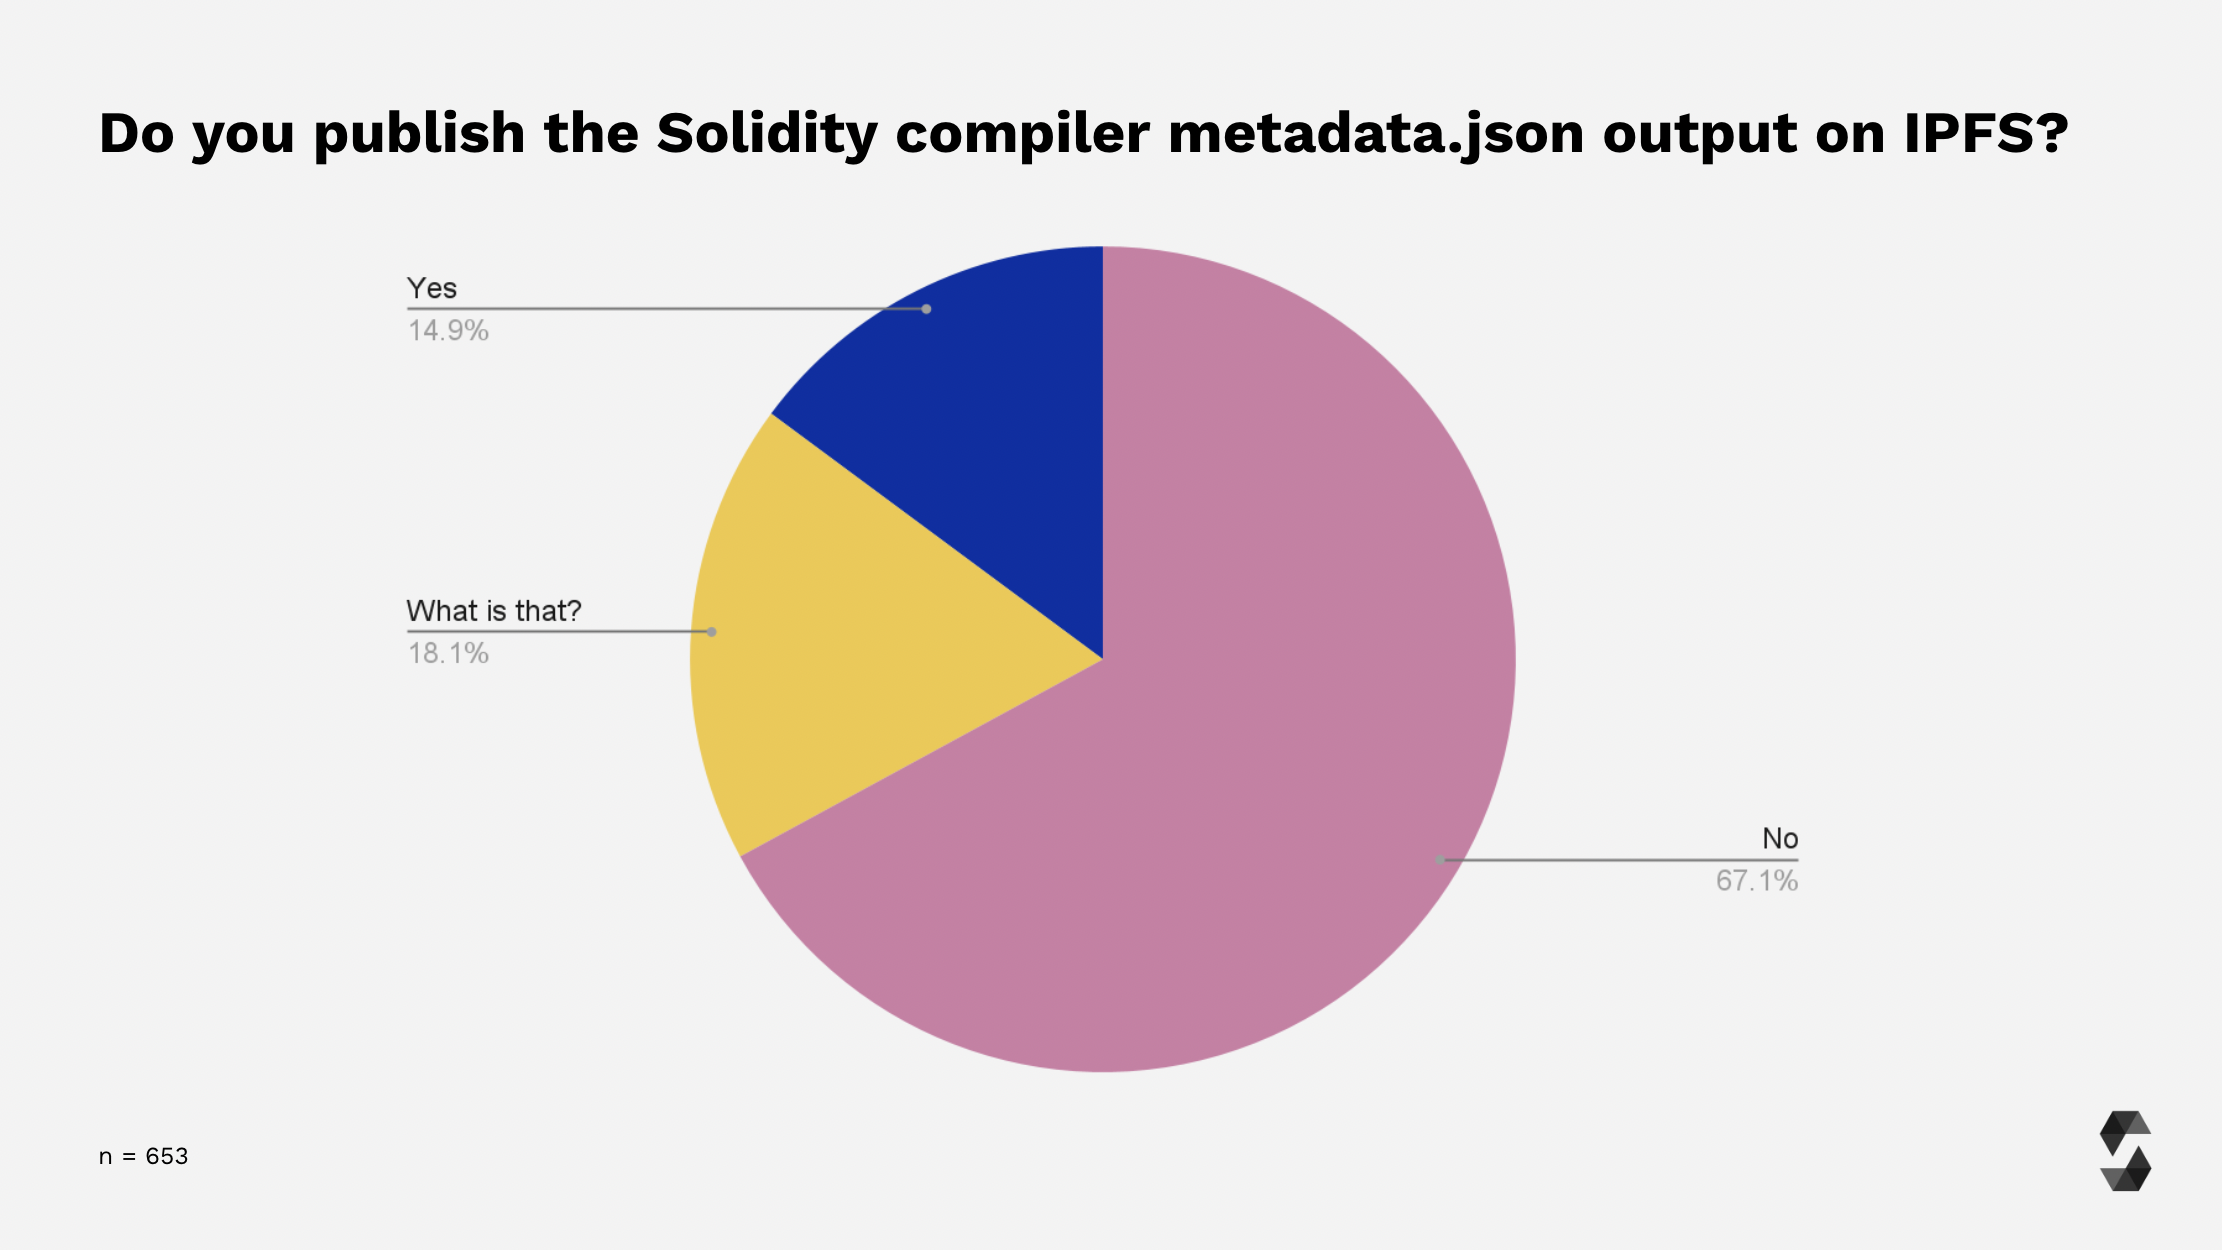 Do you publish the Solidity compiler metadata.json output on IPFS?
Yes
14.9%
What is that?
18.1%
No
67.1%
n = 653